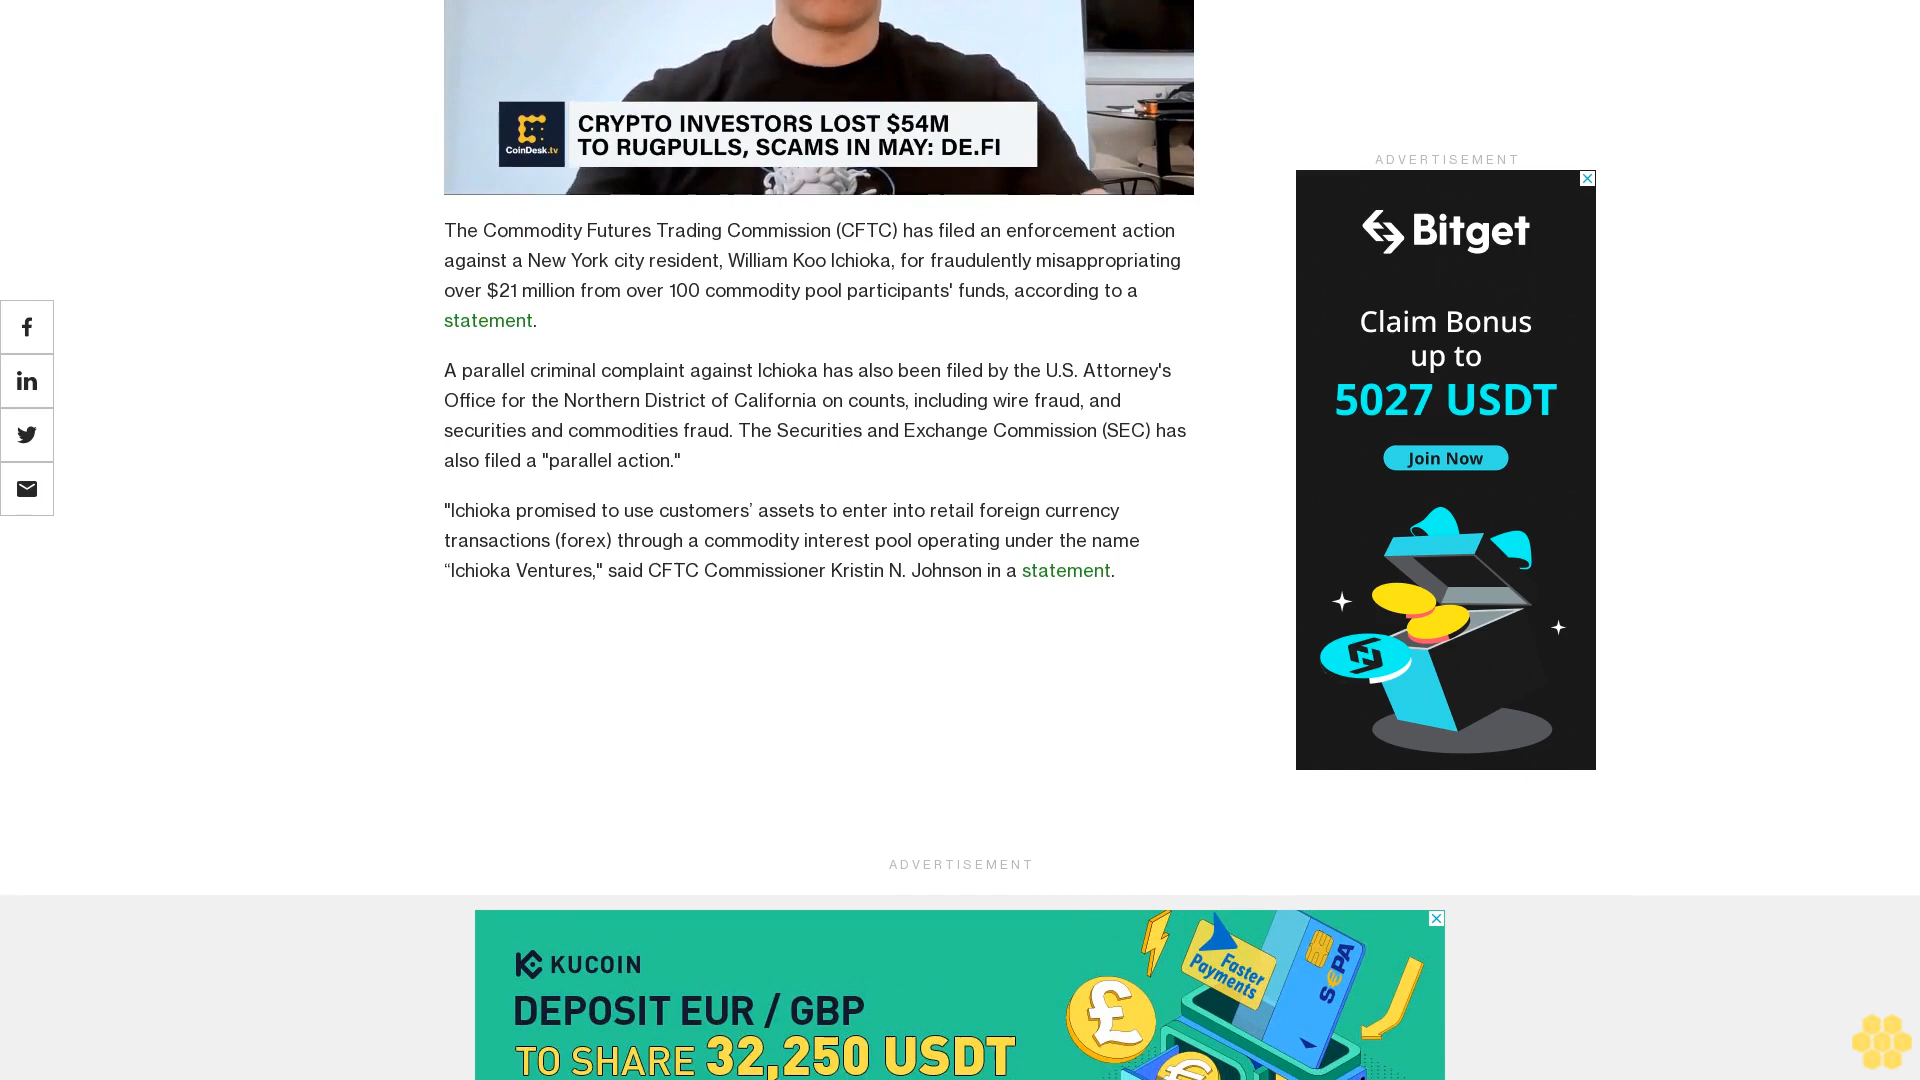 CoinDesk.tv
CRYPTO INVESTORS LOST $54M
TO RUGPULLS, SCAMS IN MAY: DE.FI
The Commodity Futures Trading Commission (CFTC) has filed an enforcement action
against a New York city resident, William Koo Ichioka, for fraudulently misappropriating
over $21 million from over 100 commodity pool participants' funds, according to a
statement.
A parallel criminal complaint against Ichioka has also been filed by the U.S. Attorney's
Office for the Northern District of California on counts, including wire fraud, and
securities and commodities fraud. The Securities and Exchange Commission (SEC) has
also filed a "parallel action."
"Ichioka promised to use customers’ assets to enter into retail foreign currency
transactions (forex) through a commodity interest pool operating under the name
“Ichioka Ventures," said CFTC Commissioner Kristin N. Johnson in a statement.
ADVERTISEMENT
Bitget
Claim Bonus
up to
5027 USDT
Join Now
ADVERTISEMENT
KUCOIN
DEPOSIT EUR / GBP
TO SHARE 32,250 USDT
Faster
Payments
SEPA